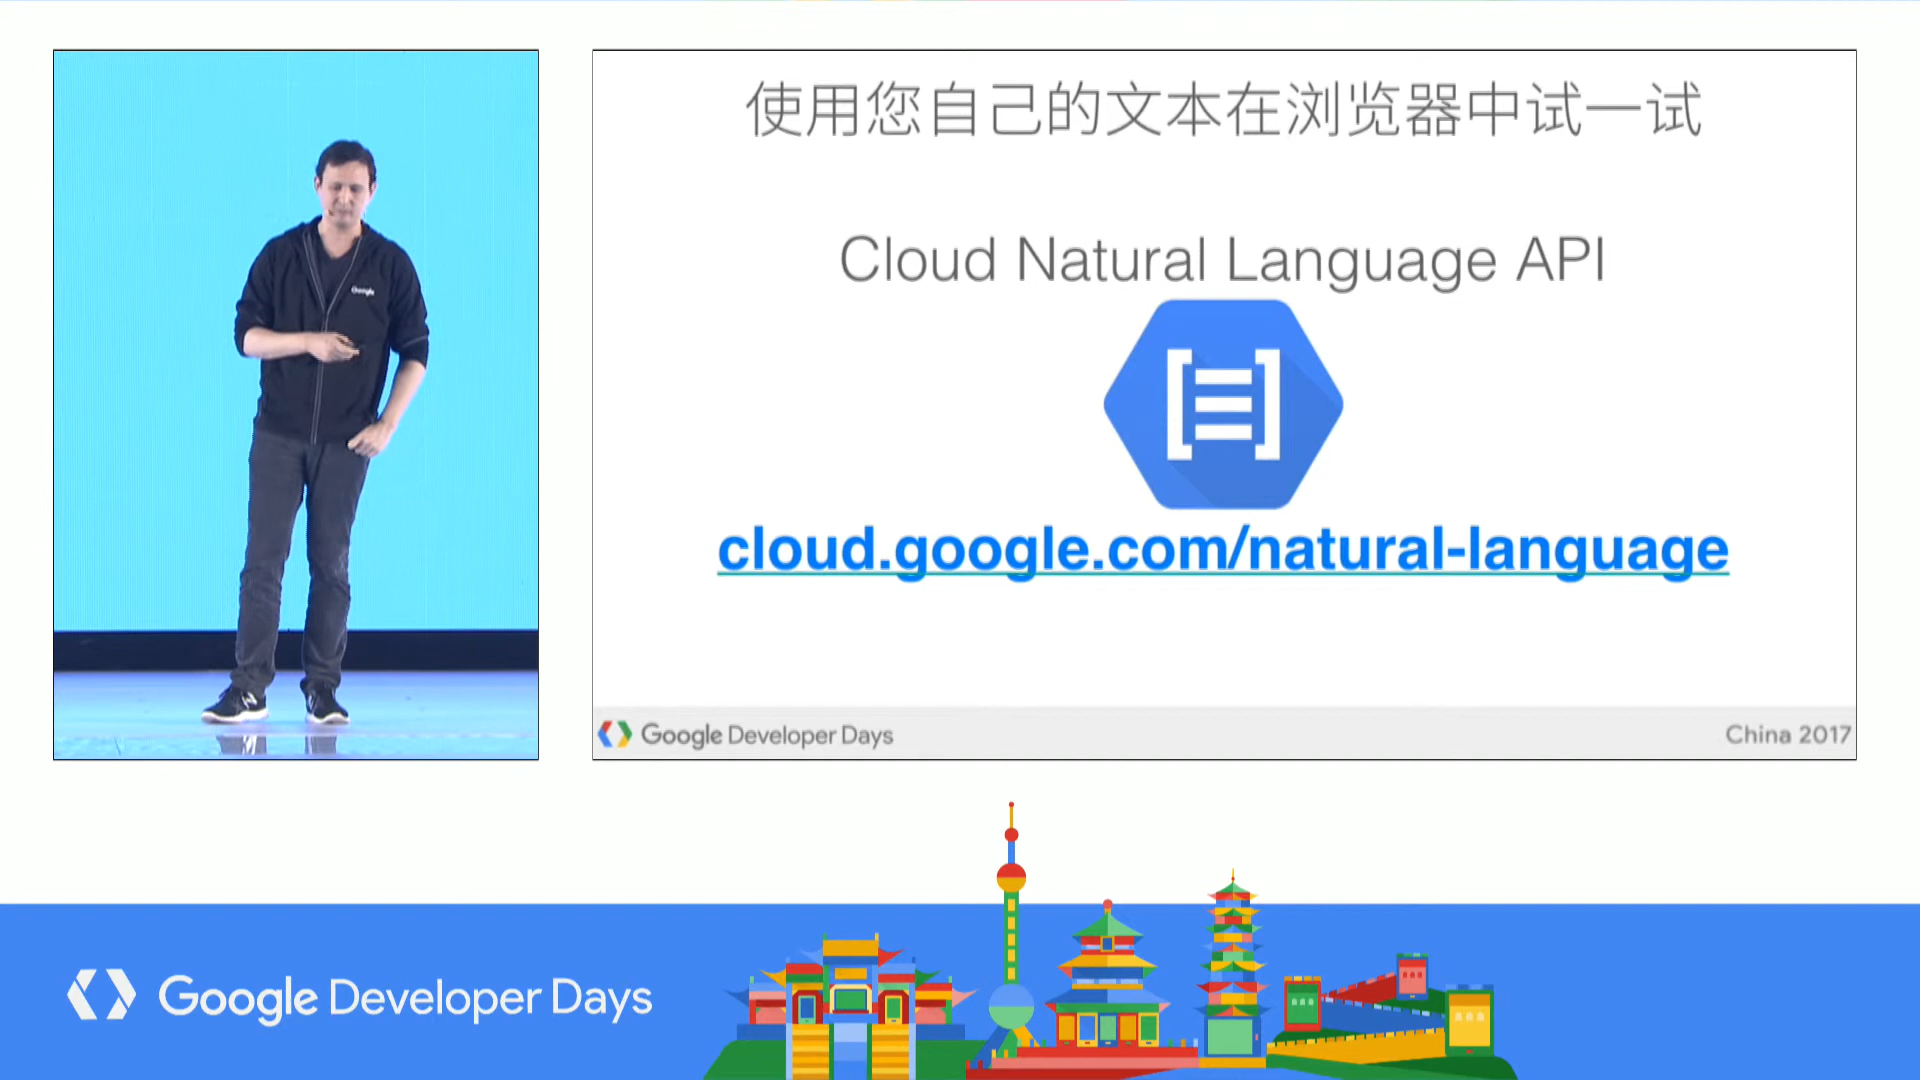 使用您自己的文本在浏览器中试一试
Cloud Natural Language API
cloud.google.com/natural-language
Google Developer Days
China 2017
Google
Google Developer Days